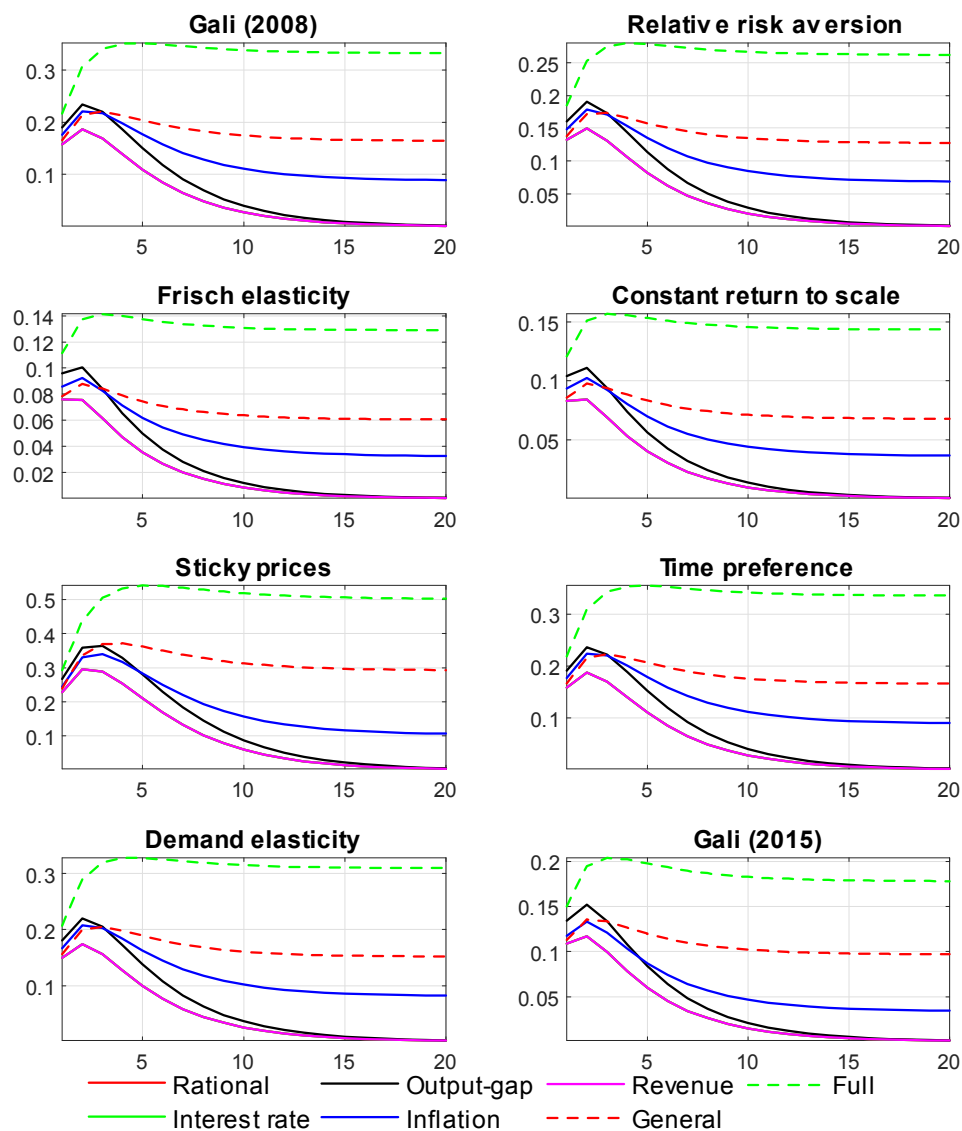 Gali (2008)
0.3
0.2
0.1
5 10 15 20
Relative risk aversion
0.25
0.2
0.15
0.1
0.05
5 10 15 20
Frisch elasticity
0.14
0.12
0.1
0.08
0.06
0.04
0.02
5 10 15 20
Constant return to scale
0.15
0.1
0.05
5 10 15 20
Sticky prices
0.5
0.4
0.3
0.2
0.1
5 10 15 20
Time preference
0.3
0.2
0.1
5 10 15 20
Demand elasticity
0.3
0.2
0.1
5 10 15 20
Gali (2015)
0.2
0.15
0.1
0.05
5 10 15 20
Rational Output-gap Revenue Full
Interest rate Inflation General